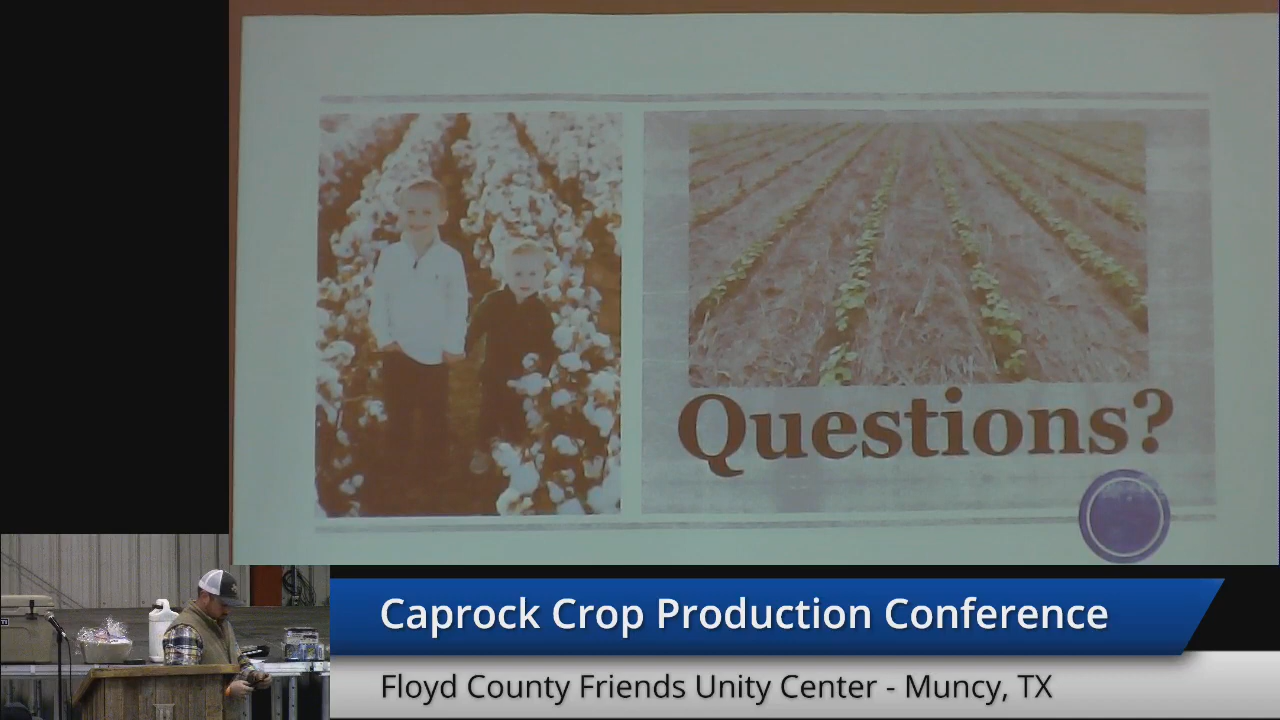 Questions?
Caprock Crop Production Conference
Floyd County Friends Unity Center - Muncy, TX